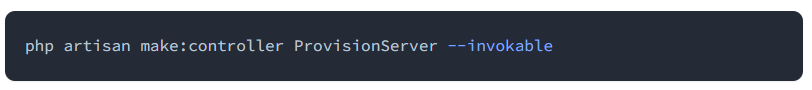 php artisan make:controller ProvisionServer --invokable